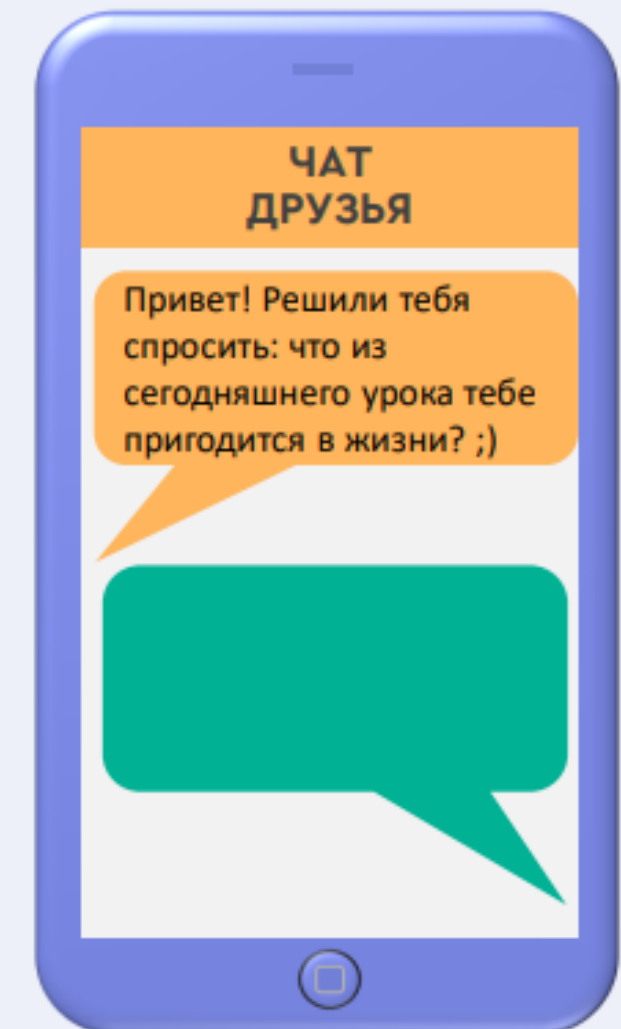 ЧАТ
ДРУЗЬЯ
Привет! Решили тебя
спросить: что из
сегодняшнего урока тебе
пригодится в жизни? ;)